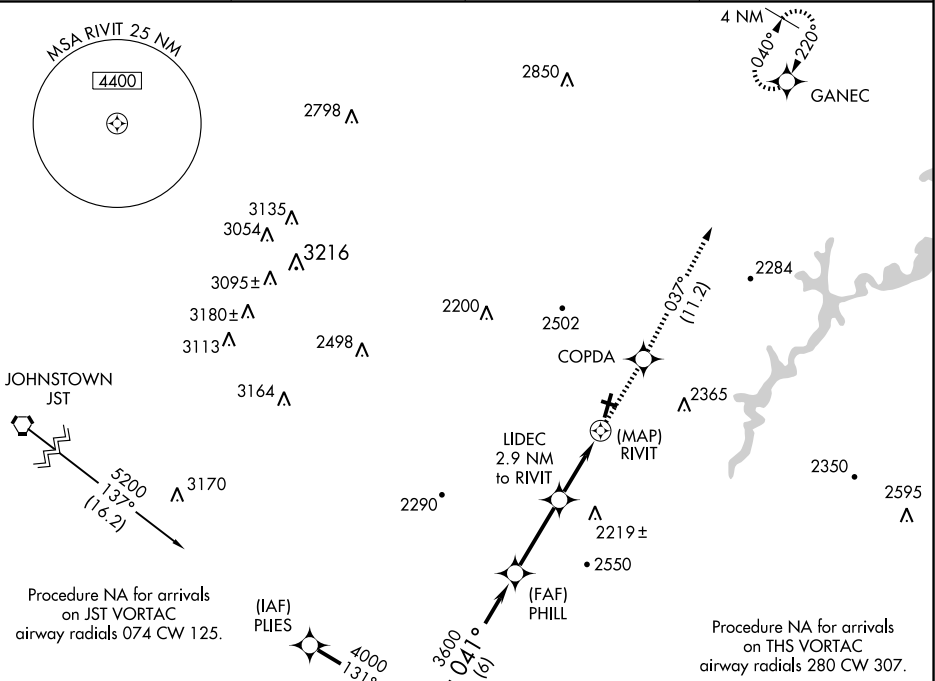 MSA RIVIT 25 NM
4400
4 NM
040°
220°
GANEC
2850
2798
3135
3054
3216
3095±
3180±
3113
2498
3164
2200
2502
2284
037°
(11.2)
COPDA
2365
JOHNSTOWN
JST
5200
137°
(16.2)
3170
LIDEC
2.9 NM
to RIVIT
(MAP)
RIVIT
2290
2219±
2350
2595
2550
Procedure NA for arrivals
on JST VORTAC
airway radials 074 CW 125.
(IAF)
PLIES
4000
131°
3600
041°
(6)
(FAF)
PHILL
Procedure NA for arrivals
on THS VORTAC
airway radials 280 CW 307.